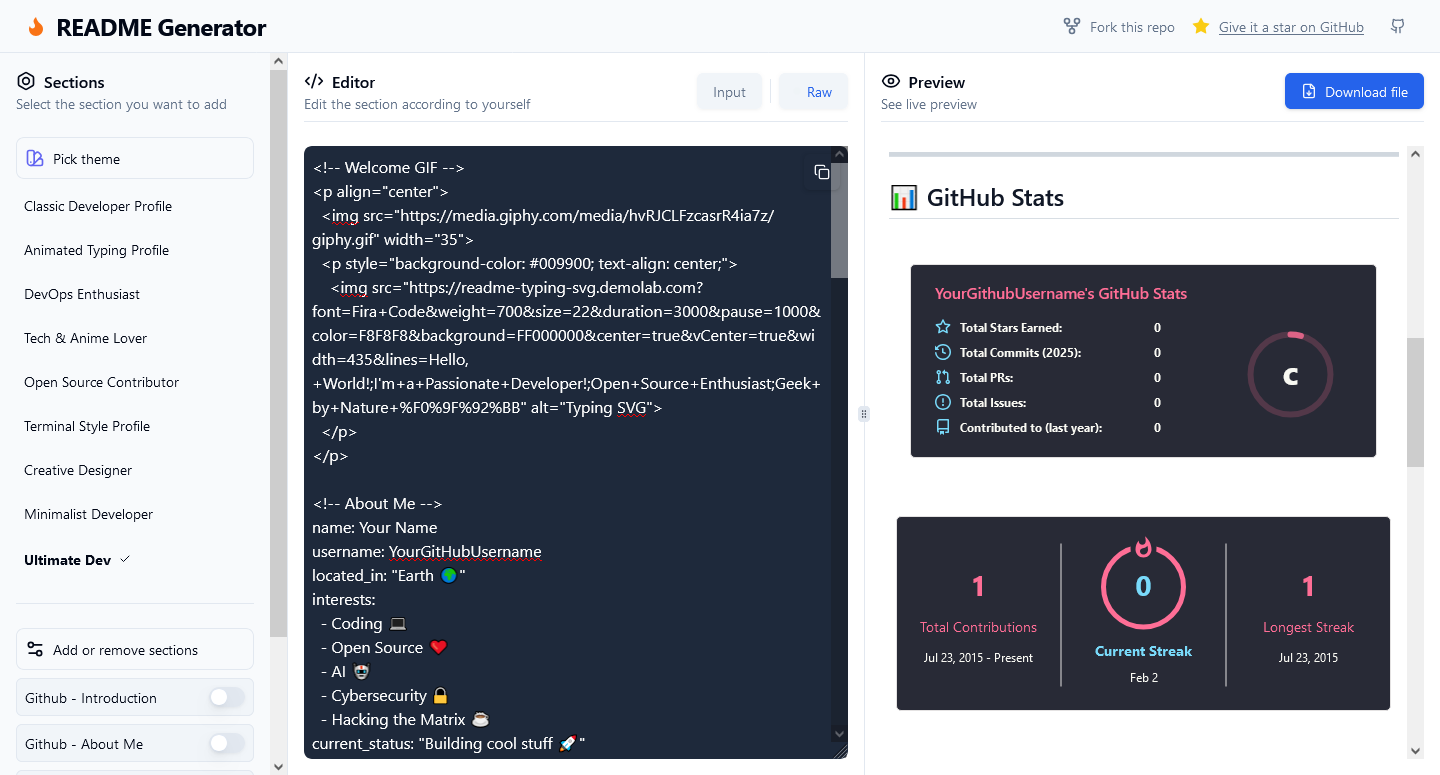 README Generator
Fork this repo
Give it a star on GitHub
Sections
Select the section you want to add
Pick theme
Classic Developer Profile
Animated Typing Profile
DevOps Enthusiast
Tech & Anime Lover
Open Source Contributor
Terminal Style Profile
Creative Designer
Minimalist Developer
Ultimate Dev
Add or remove sections
Github - Introduction
Github - About Me
Editor
Edit the section according to yourself
Input
Raw
<!-- Welcome GIF -->
<p align="center">
<img src="https://media.giphy.com/media/hvRJCLFzcasrR4ia7z/
giphy.gif" width="35">
<p style="background-color: #009900; text-align: center;">
<img src="https://readme-typing-svg.demolab.com?
font=Fira+Code&weight=700&size=22&duration=3000&pause=1000&
color=F8F8F8&background=FF000000&center=true&vCenter=true&wi
dth=435&lines=Hello,
+World!;I'm+a+Passionate+Developer!;Open+Source+Enthusiast;Geek+
by+Nature+%F0%9F%92%BB" alt="Typing SVG">
</p>
</p>
<!-- About Me -->
name: Your Name
username: YourGitHubUsername
located_in: "Earth 🌍"
interests:
- Coding 💻
- Open Source ❤️
- AI 🤖
- Cybersecurity 🔒
- Hacking the Matrix ☕
current_status: "Building cool stuff 🚀"
Preview
See live preview
Download file
📊 GitHub Stats
YourGithubUsername's GitHub Stats
Total Stars Earned: 0
Total Commits (2025): 0
Total PRs: 0
Total Issues: 0
Contributed to (last year): 0
C
1
Total Contributions
Jul 23, 2015 - Present
0
Current Streak
Feb 2
1
Longest Streak
Jul 23, 2015